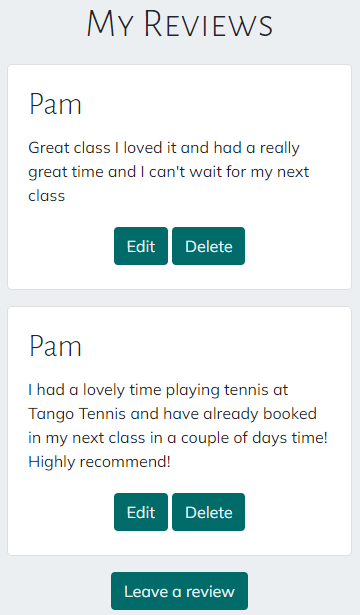 My Reviews
Pam
Great class I loved it and had a really
great time and I can't wait for my next
class
Edit Delete
Pam
I had a lovely time playing tennis at
Tango Tennis and have already booked
in my next class in a couple of days time!
Highly recommend!
Edit Delete
Leave a review